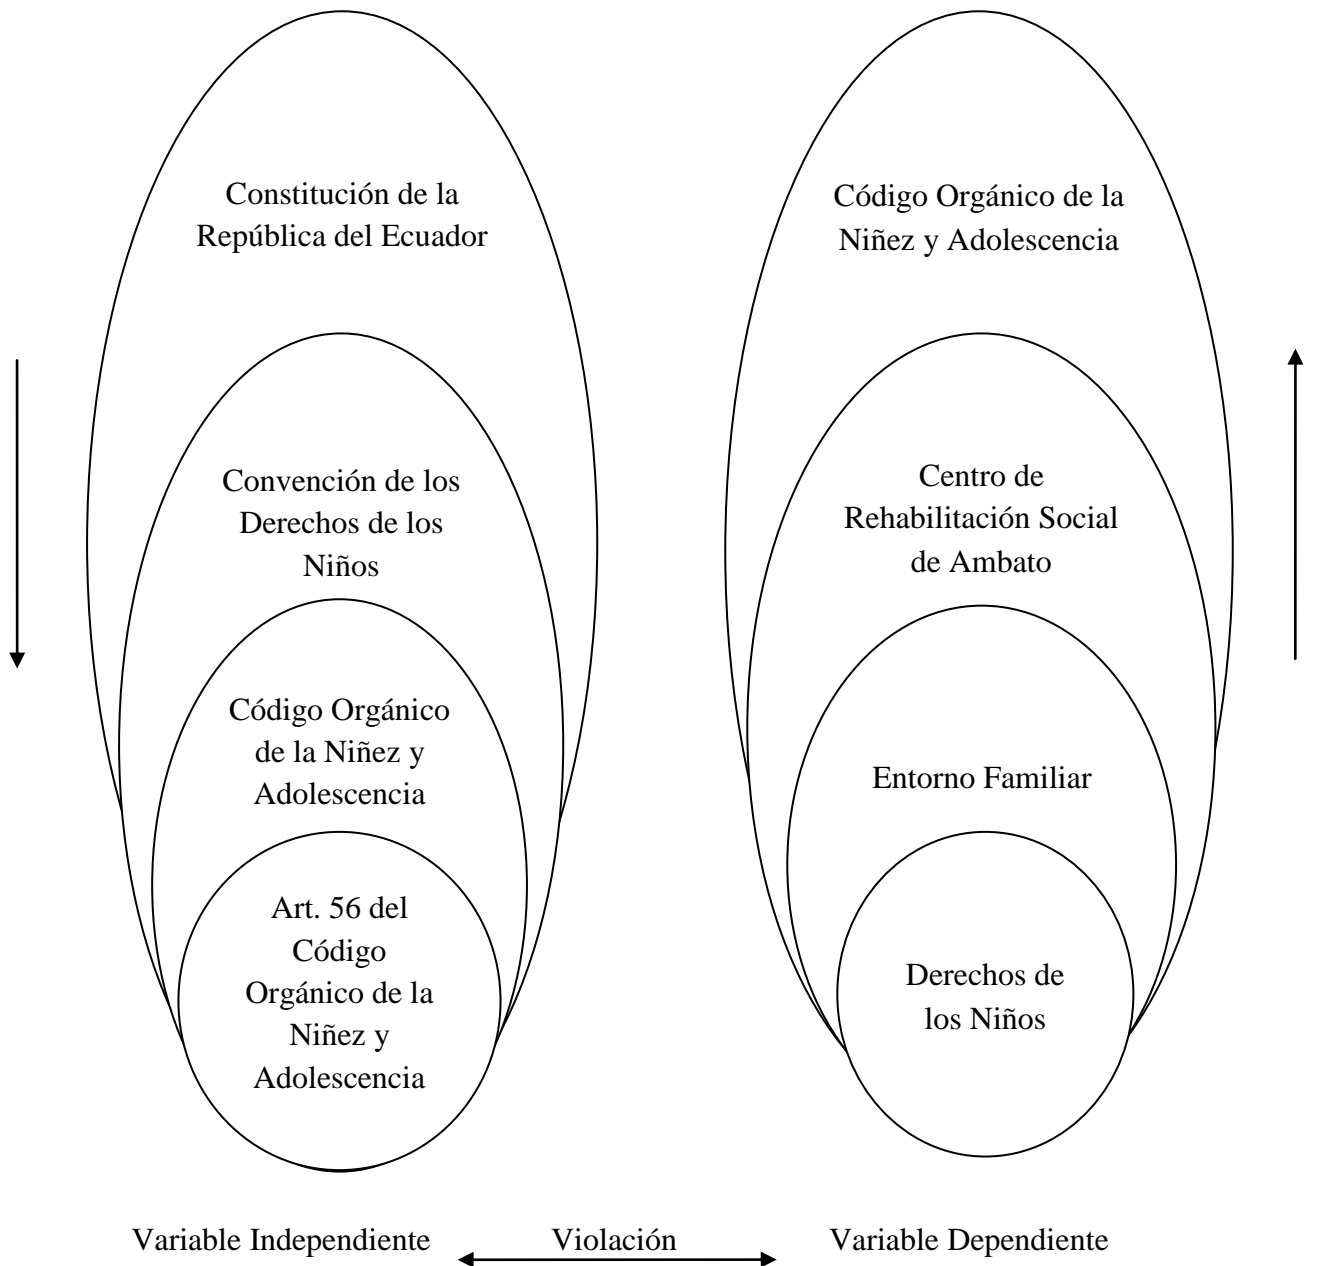 Constitución de la
República del Ecuador
Convención de los
Derechos de los
Niños
Código Orgánico
de la Niñez y
Adolescencia
Art. 56 del
Código
Orgánico de la
Niñez y
Adolescencia
Código Orgánico de la
Niñez y Adolescencia
Centro de
Rehabilitación Social
de Ambato
Entorno Familiar
Derechos de
los Niños
Variable Independiente
Violación
Variable Dependiente